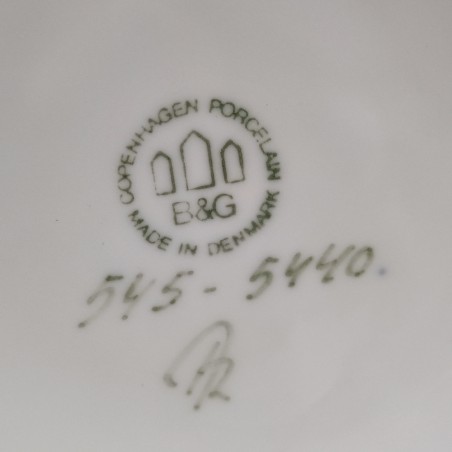 COPENHAGEN PORCELAIN
B&G
MADE IN DENMARK
545-5440.